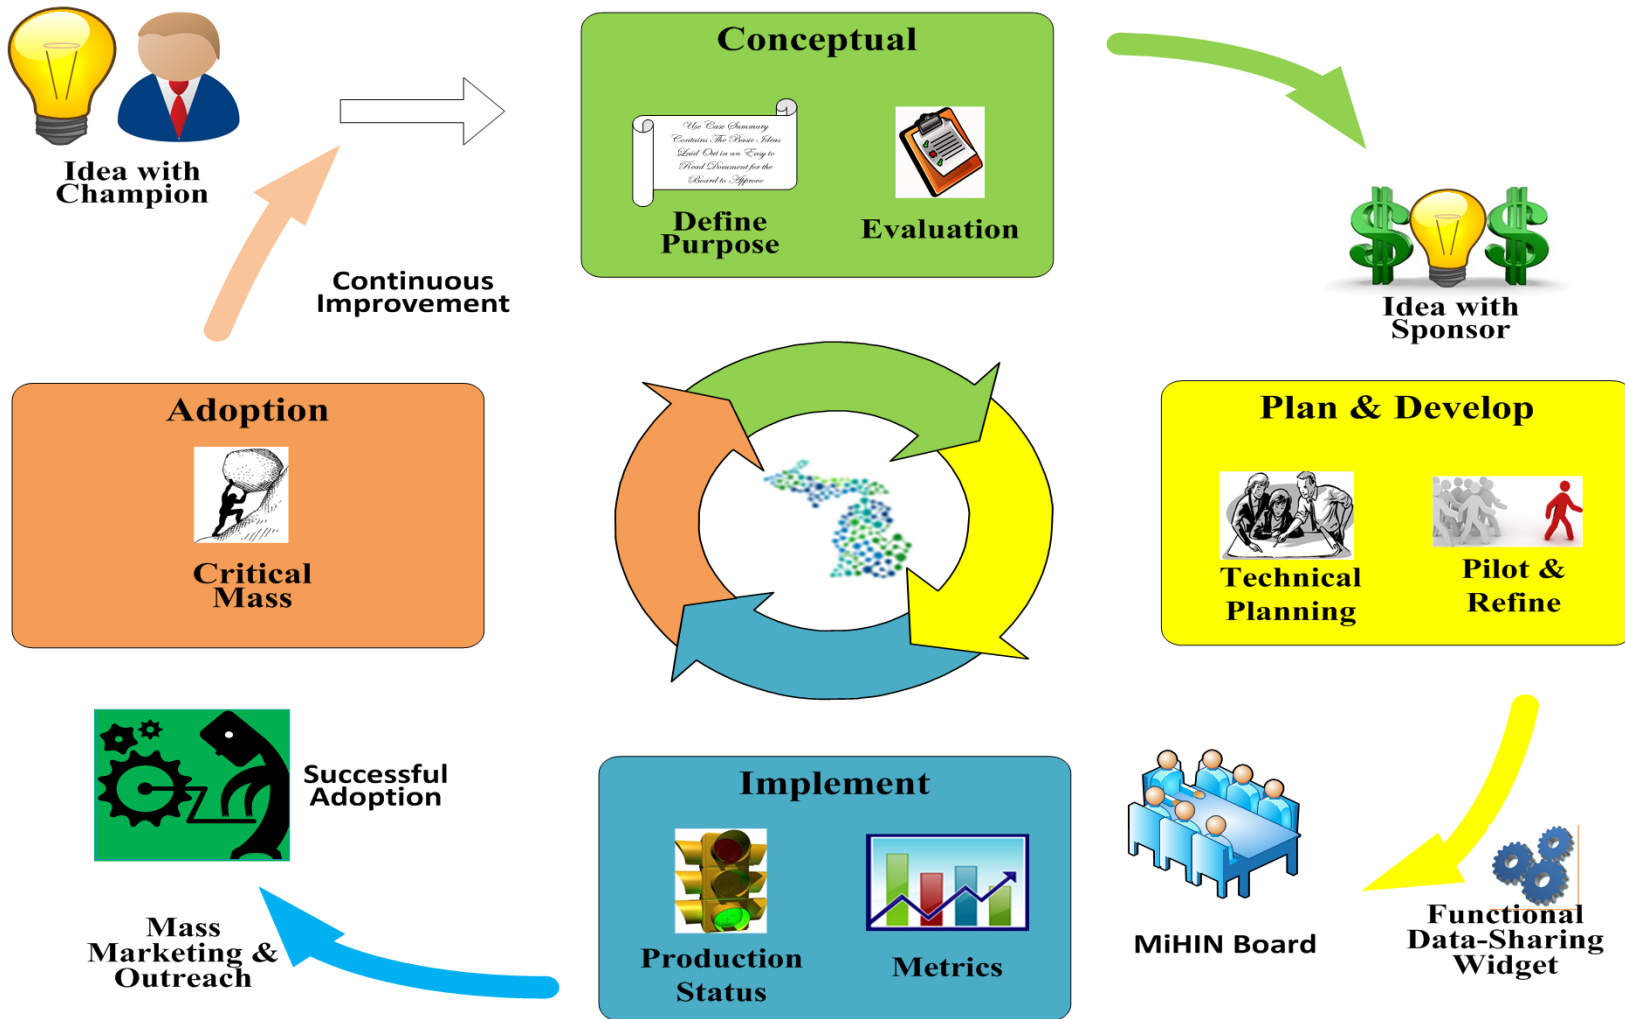 Idea with
Champion
Conceptual
Use Case Summary
Contains The Basic Ideas
Laid Out in an Easy to
Read Document for the
Board to Approve
Define
Purpose
Evaluation
$ $
Idea with
Sponsor
Continuous
Improvement
Adoption
Critical
Mass
Plan & Develop
Technical
Planning
Pilot &
Refine
Successful
Adoption
Mass
Marketing &
Outreach
Implement
Production
Status
Metrics
MiHIN Board
Functional
Data-Sharing
Widget